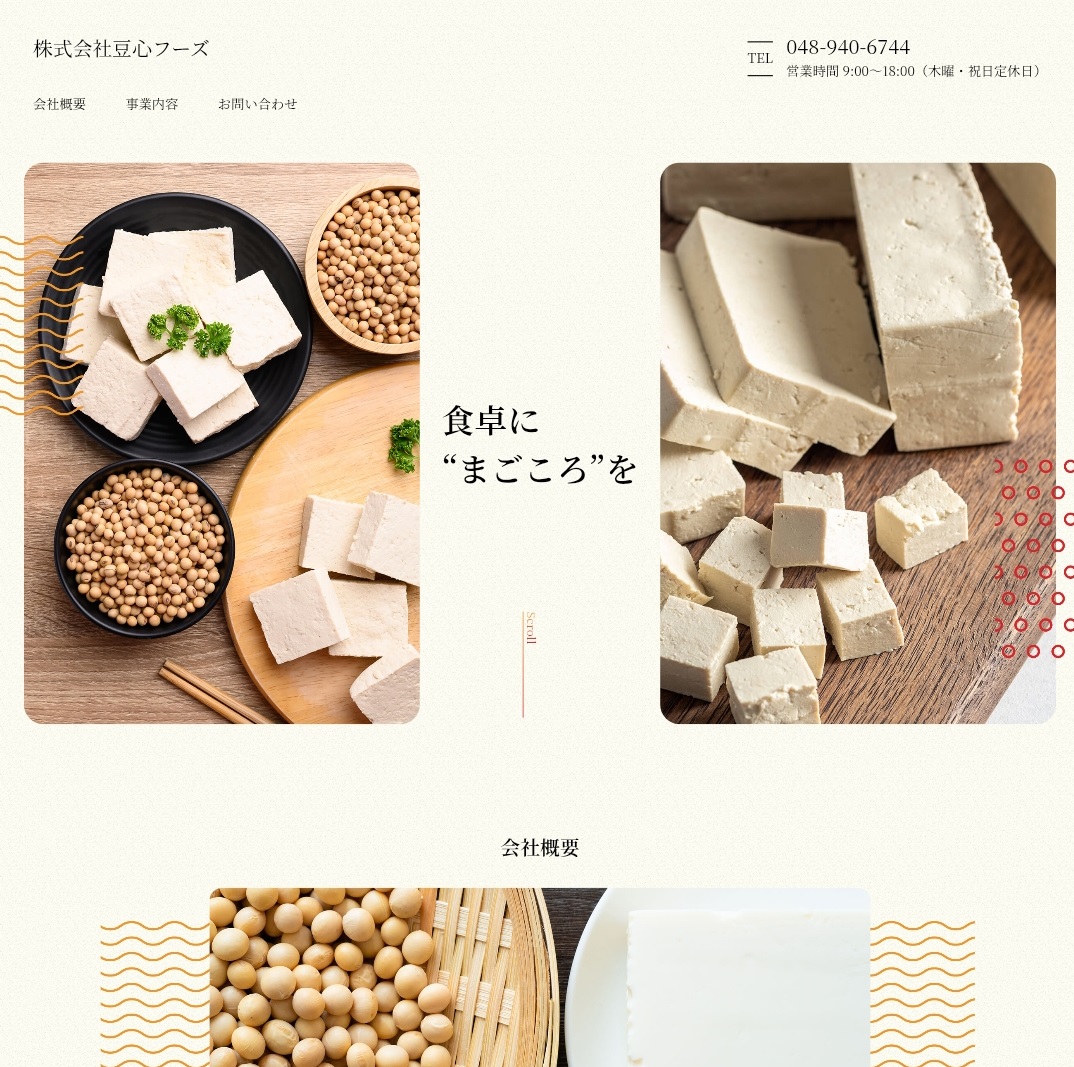 株式会社豆心フーズ
TEL
048-940-6744
営業時間 9:00〜18:00（木曜・祝日定休日）
会社概要
事業内容
お問い合わせ
食卓に
“まごころ”を
Scroll
会社概要